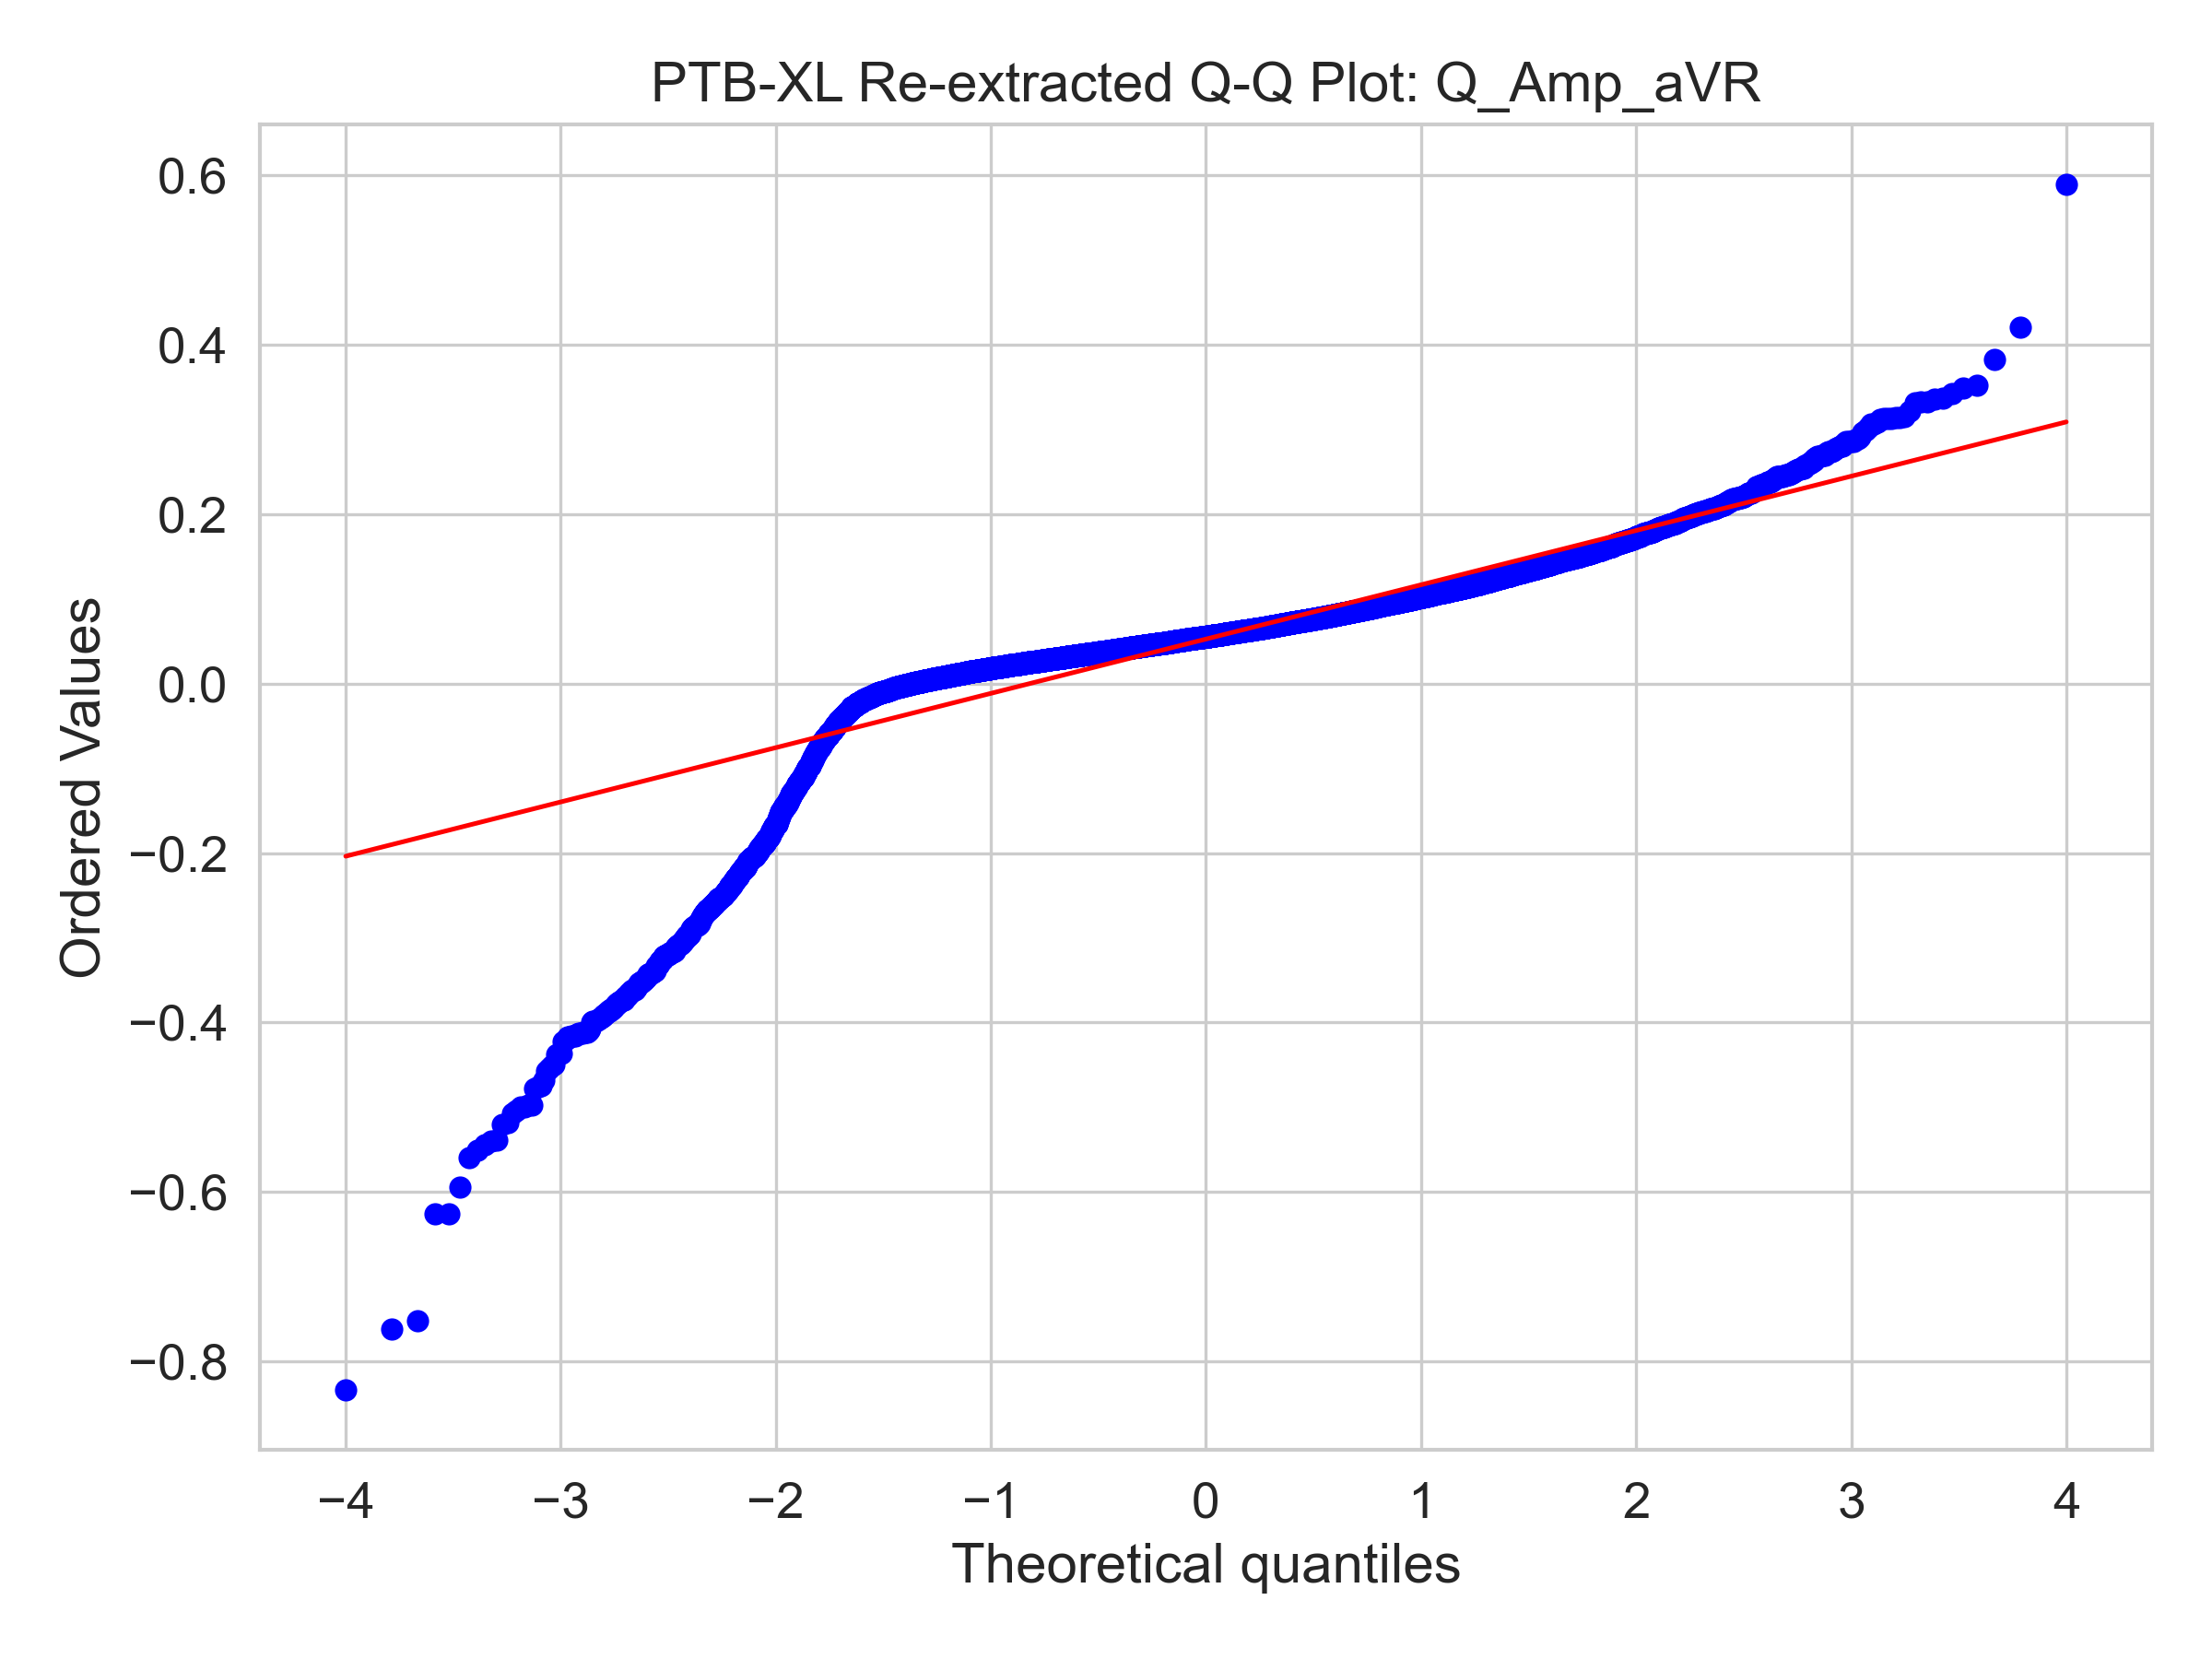 PTB-XL Re-extracted Q-Q Plot: Q_Amp_aVR
0.6
0.4
0.2
0.0
−0.2
−0.4
−0.6
−0.8
Ordered Values
−4 −3 −2 −1 0 1 2 3 4
Theoretical quantiles